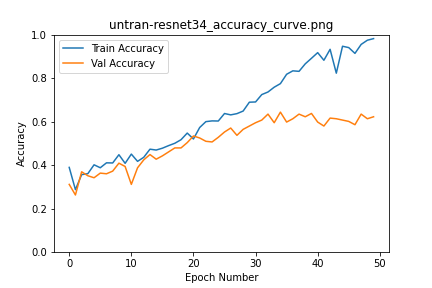 untran-resnet34_accuracy_curve.png
1.0
Train Accuracy
Val Accuracy
0.8
0.6
Accuracy
0.4
0.2
0.0
0 10 20 30 40 50
Epoch Number